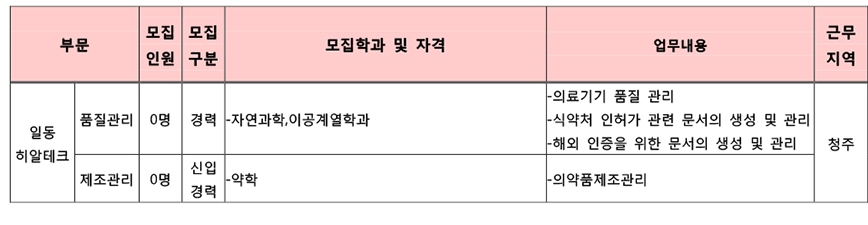 부문 모집인원 모집구분 모집학과 및 자격 업무내용 근무지역
일동히알테크 품질관리 0명 경력 -자연과학,이공계열학과 -의료기기 품질 관리
-식약처 인허가 관련 문서의 생성 및 관리
-해외 인증을 위한 문서의 생성 및 관리
청주
제조관리 0명 신입경력 -약학 -의약품제조관리